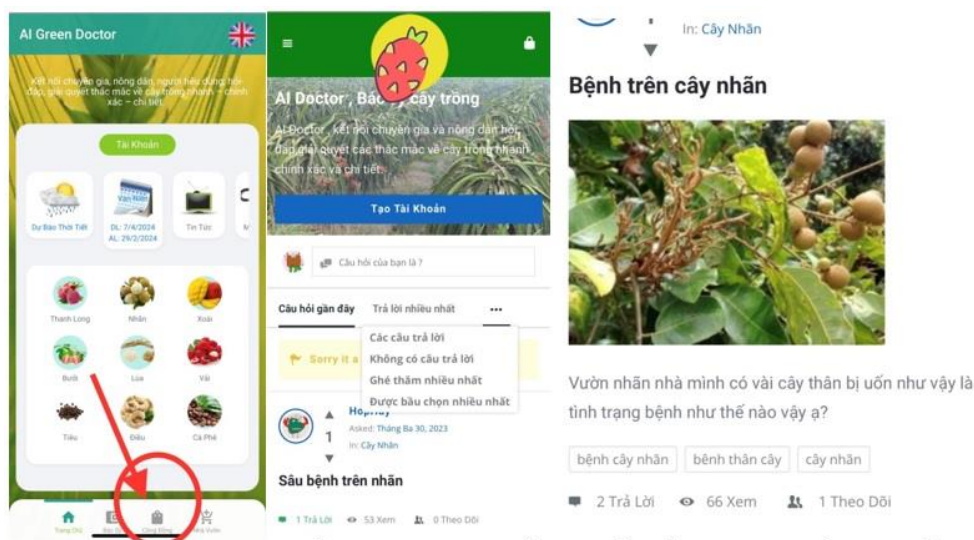 AI Green Doctor
Kết nối chuyên gia, nông dân, người tiêu dùng, hỏi
đáp, giải quyết thắc mắc về cây trồng nhanh – chính
xác – chi tiết.
Tài Khoản
Dự Báo Thời Tiết
Vạn Niên
DL: 7/4/2024
AL: 29/2/2024
Tin Tức
M
Thanh Long
Nhãn
Xoài
Bưởi
Lúa
Vải
Tiêu
Điều
Cà Phê
Trang Chủ
Cộng Đồng
Nhà Vườn
AI Doctor , Bác sỹ cây trồng
AI Doctor , kết nối chuyên gia và nông dân hỏi
đáp,giải quyết các thắc mắc về cây trồng nhanh
chính xác và chi tiết.
Tạo Tài Khoản
Câu hỏi của bạn là ?
Câu hỏi gần đây
Trả lời nhiều nhất
Các câu trả lời
Sorry it a
Không có câu trả lời
Ghé thăm nhiều nhất
Được bầu chọn nhiều nhất
1
Asked: Tháng Ba 30, 2023
In: Cây Nhãn
Sâu bệnh trên nhãn
1 Trả Lời
53 Xem
0 Theo Dõi
In: Cây Nhãn
Bệnh trên cây nhãn
Vườn nhãn nhà mình có vài cây thân bị uốn như vậy là
tình trạng bệnh như thế nào vậy ạ?
bệnh cây nhãn
bênh thân cây
cây nhãn
2 Trả Lời
66 Xem
1 Theo Dõi